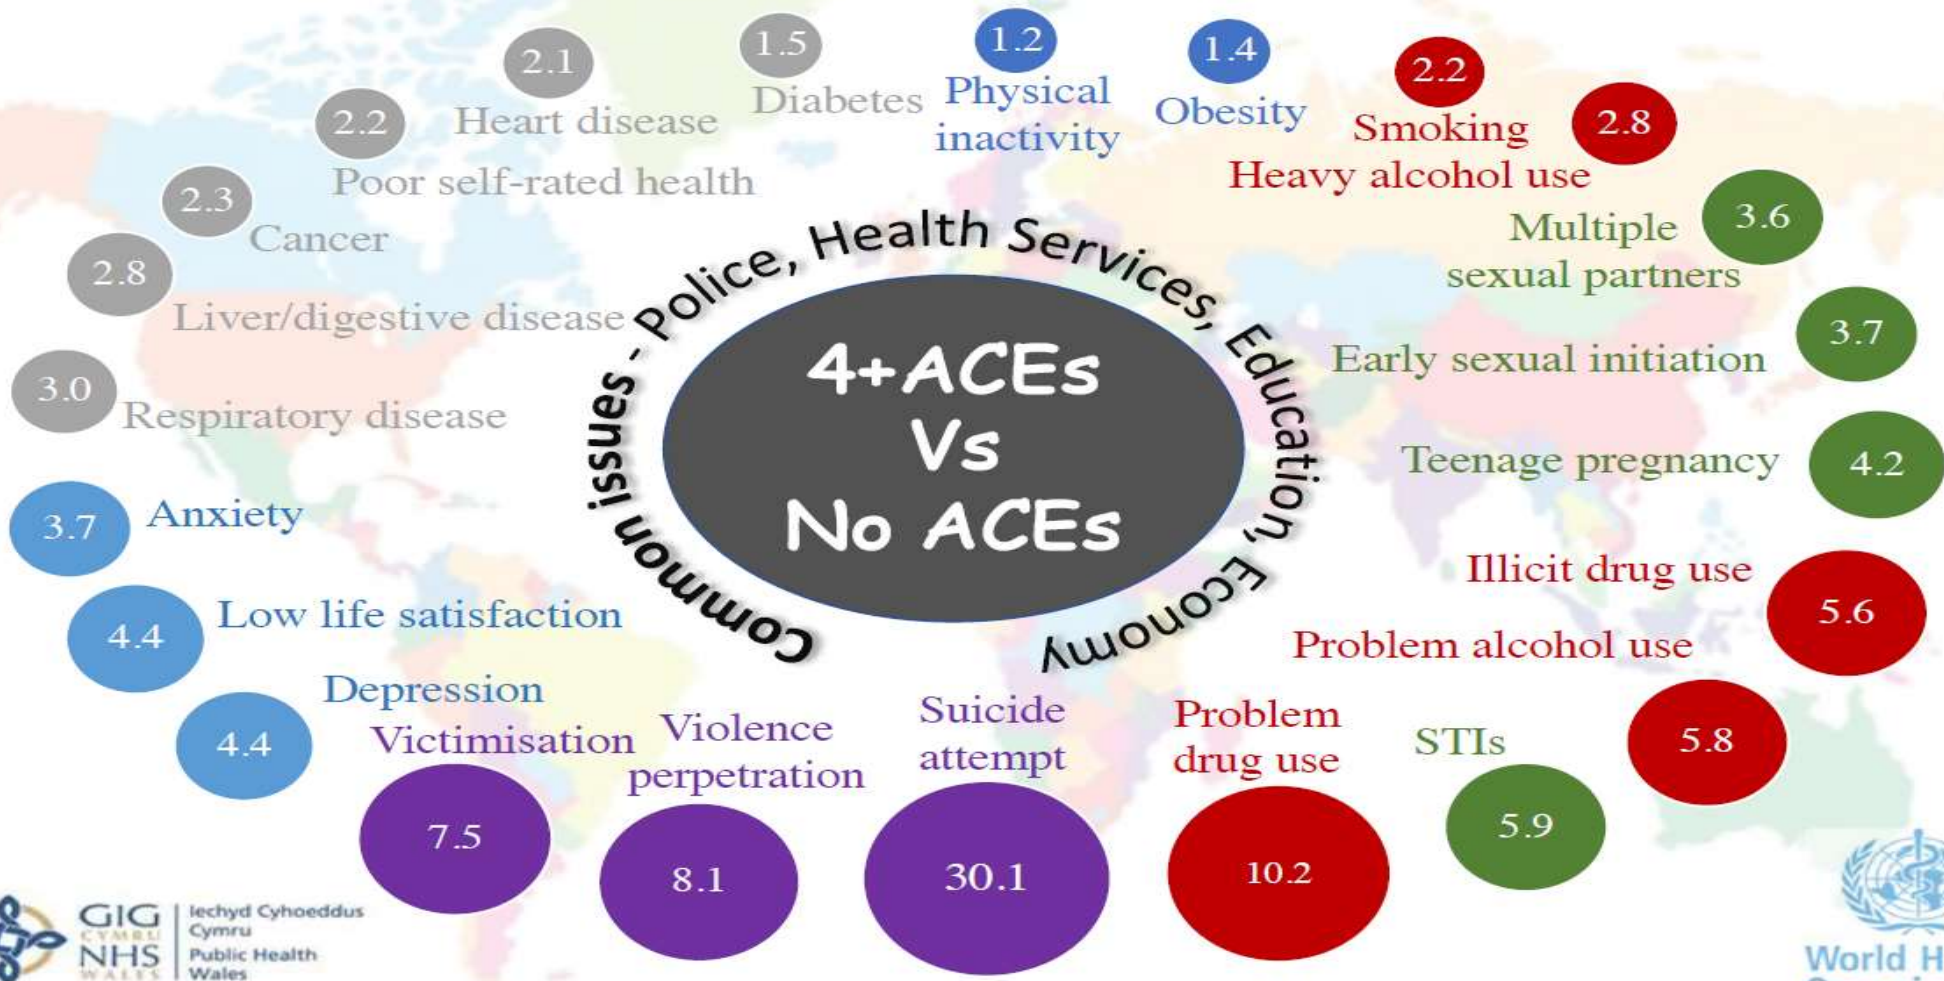 1.2
Physical
inactivity
1.4
Obesity
2.2
Smoking
2.8
Heavy alcohol use
3.6
Multiple
sexual partners
3.7
Early sexual initiation
4.2
Teenage pregnancy
5.6
Illicit drug use
5.8
Problem alcohol use
5.9
STIs
10.2
Problem
drug use
30.1
Suicide
attempt
8.1
Violence
perpetration
7.5
Victimisation
4.4
Depression
4.4
Low life satisfaction
3.7
Anxiety
3.0
Respiratory disease
2.8
Liver/digestive disease
2.3
Cancer
2.2
Poor self-rated health
2.1
Heart disease
1.5
Diabetes
Common issues - Police, Health Services, Education, Economy
4+ACEs
Vs
No ACEs
GIG
CYMRU
NHS
WALES
Iechyd Cyhoeddus
Cymru
Public Health
Wales
World H